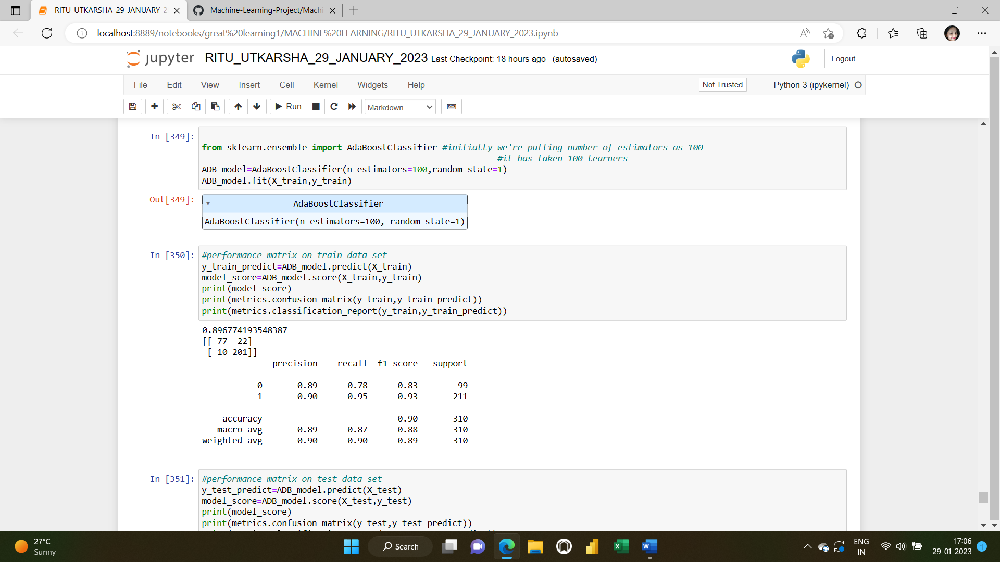 RITU_UTKARSHA_29_JANUARY_2
Machine-Learning-Project/Machi
localhost:8889/notebooks/great%20learning1/MACHINE%20LEARNING/RITU_UTKARSHA_29_JANUARY_2023.ipynb
jupyter RITU_UTKARSHA_29_JANUARY_2023 Last Checkpoint: 18 hours ago (autosaved)
Logout
File Edit View Insert Cell Kernel Widgets Help
Not Trusted
Python 3 (ipykernel)
Run
Markdown
In [349]:
from sklearn.ensemble import AdaBoostClassifier #initially we're putting number of estimators as 100
#it has taken 100 learners
ADB_model=AdaBoostClassifier(n_estimators=100,random_state=1)
ADB_model.fit(X_train,y_train)
Out[349]:
AdaBoostClassifier
AdaBoostClassifier(n_estimators=100, random_state=1)
In [350]:
#performance matrix on train data set
y_train_predict=ADB_model.predict(X_train)
model_score=ADB_model.score(X_train,y_train)
print(model_score)
print(metrics.confusion_matrix(y_train,y_train_predict))
print(metrics.classification_report(y_train,y_train_predict))
0.896774193548387
[[ 77  22]
[ 10 201]]
precision recall f1-score support
0 0.89 0.78 0.83 99
1 0.90 0.95 0.93 211
accuracy 0.90 310
macro avg 0.89 0.87 0.88 310
weighted avg 0.90 0.90 0.89 310
In [351]:
#performance matrix on test data set
y_test_predict=ADB_model.predict(X_test)
model_score=ADB_model.score(X_test,y_test)
print(model_score)
print(metrics.confusion_matrix(y_test,y_test_predict))
27°C
Sunny
Search
ENG
IN
17:06
29-01-2023
1